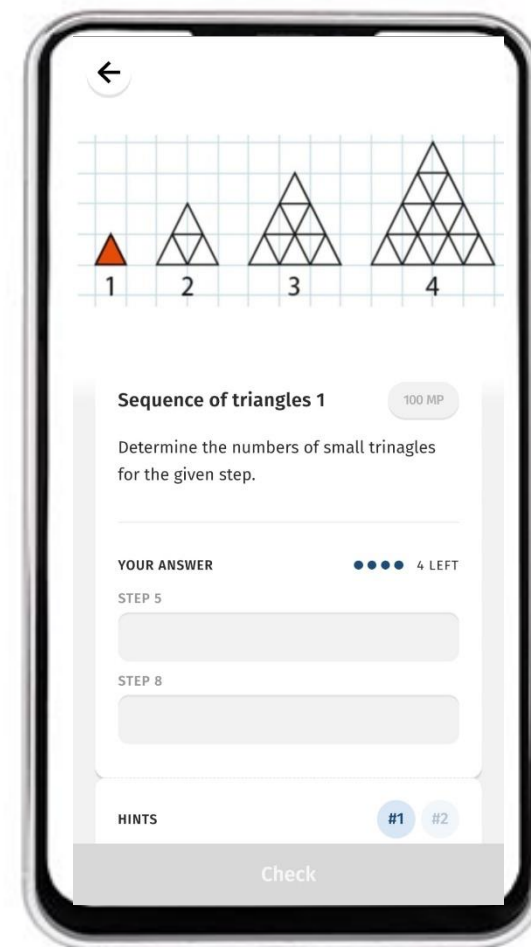 1 2 3 4
Sequence of triangles 1 100 MP
Determine the numbers of small trinagles
for the given step.
YOUR ANSWER 4 LEFT
STEP 5
STEP 8
HINTS #1 #2
Check